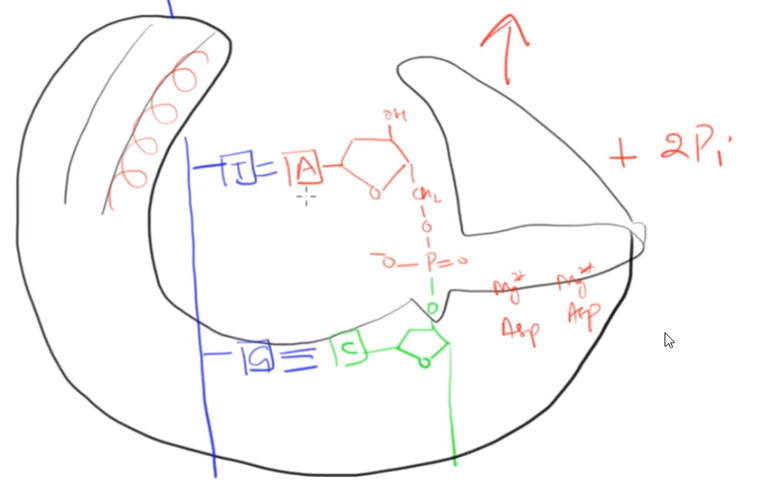 OH
T = A
O
CH₂
O
⁻O — P = O
+ 2Pi
Mg²⁺ Mg²⁺
Asp Asp
O
G ≡ C
O